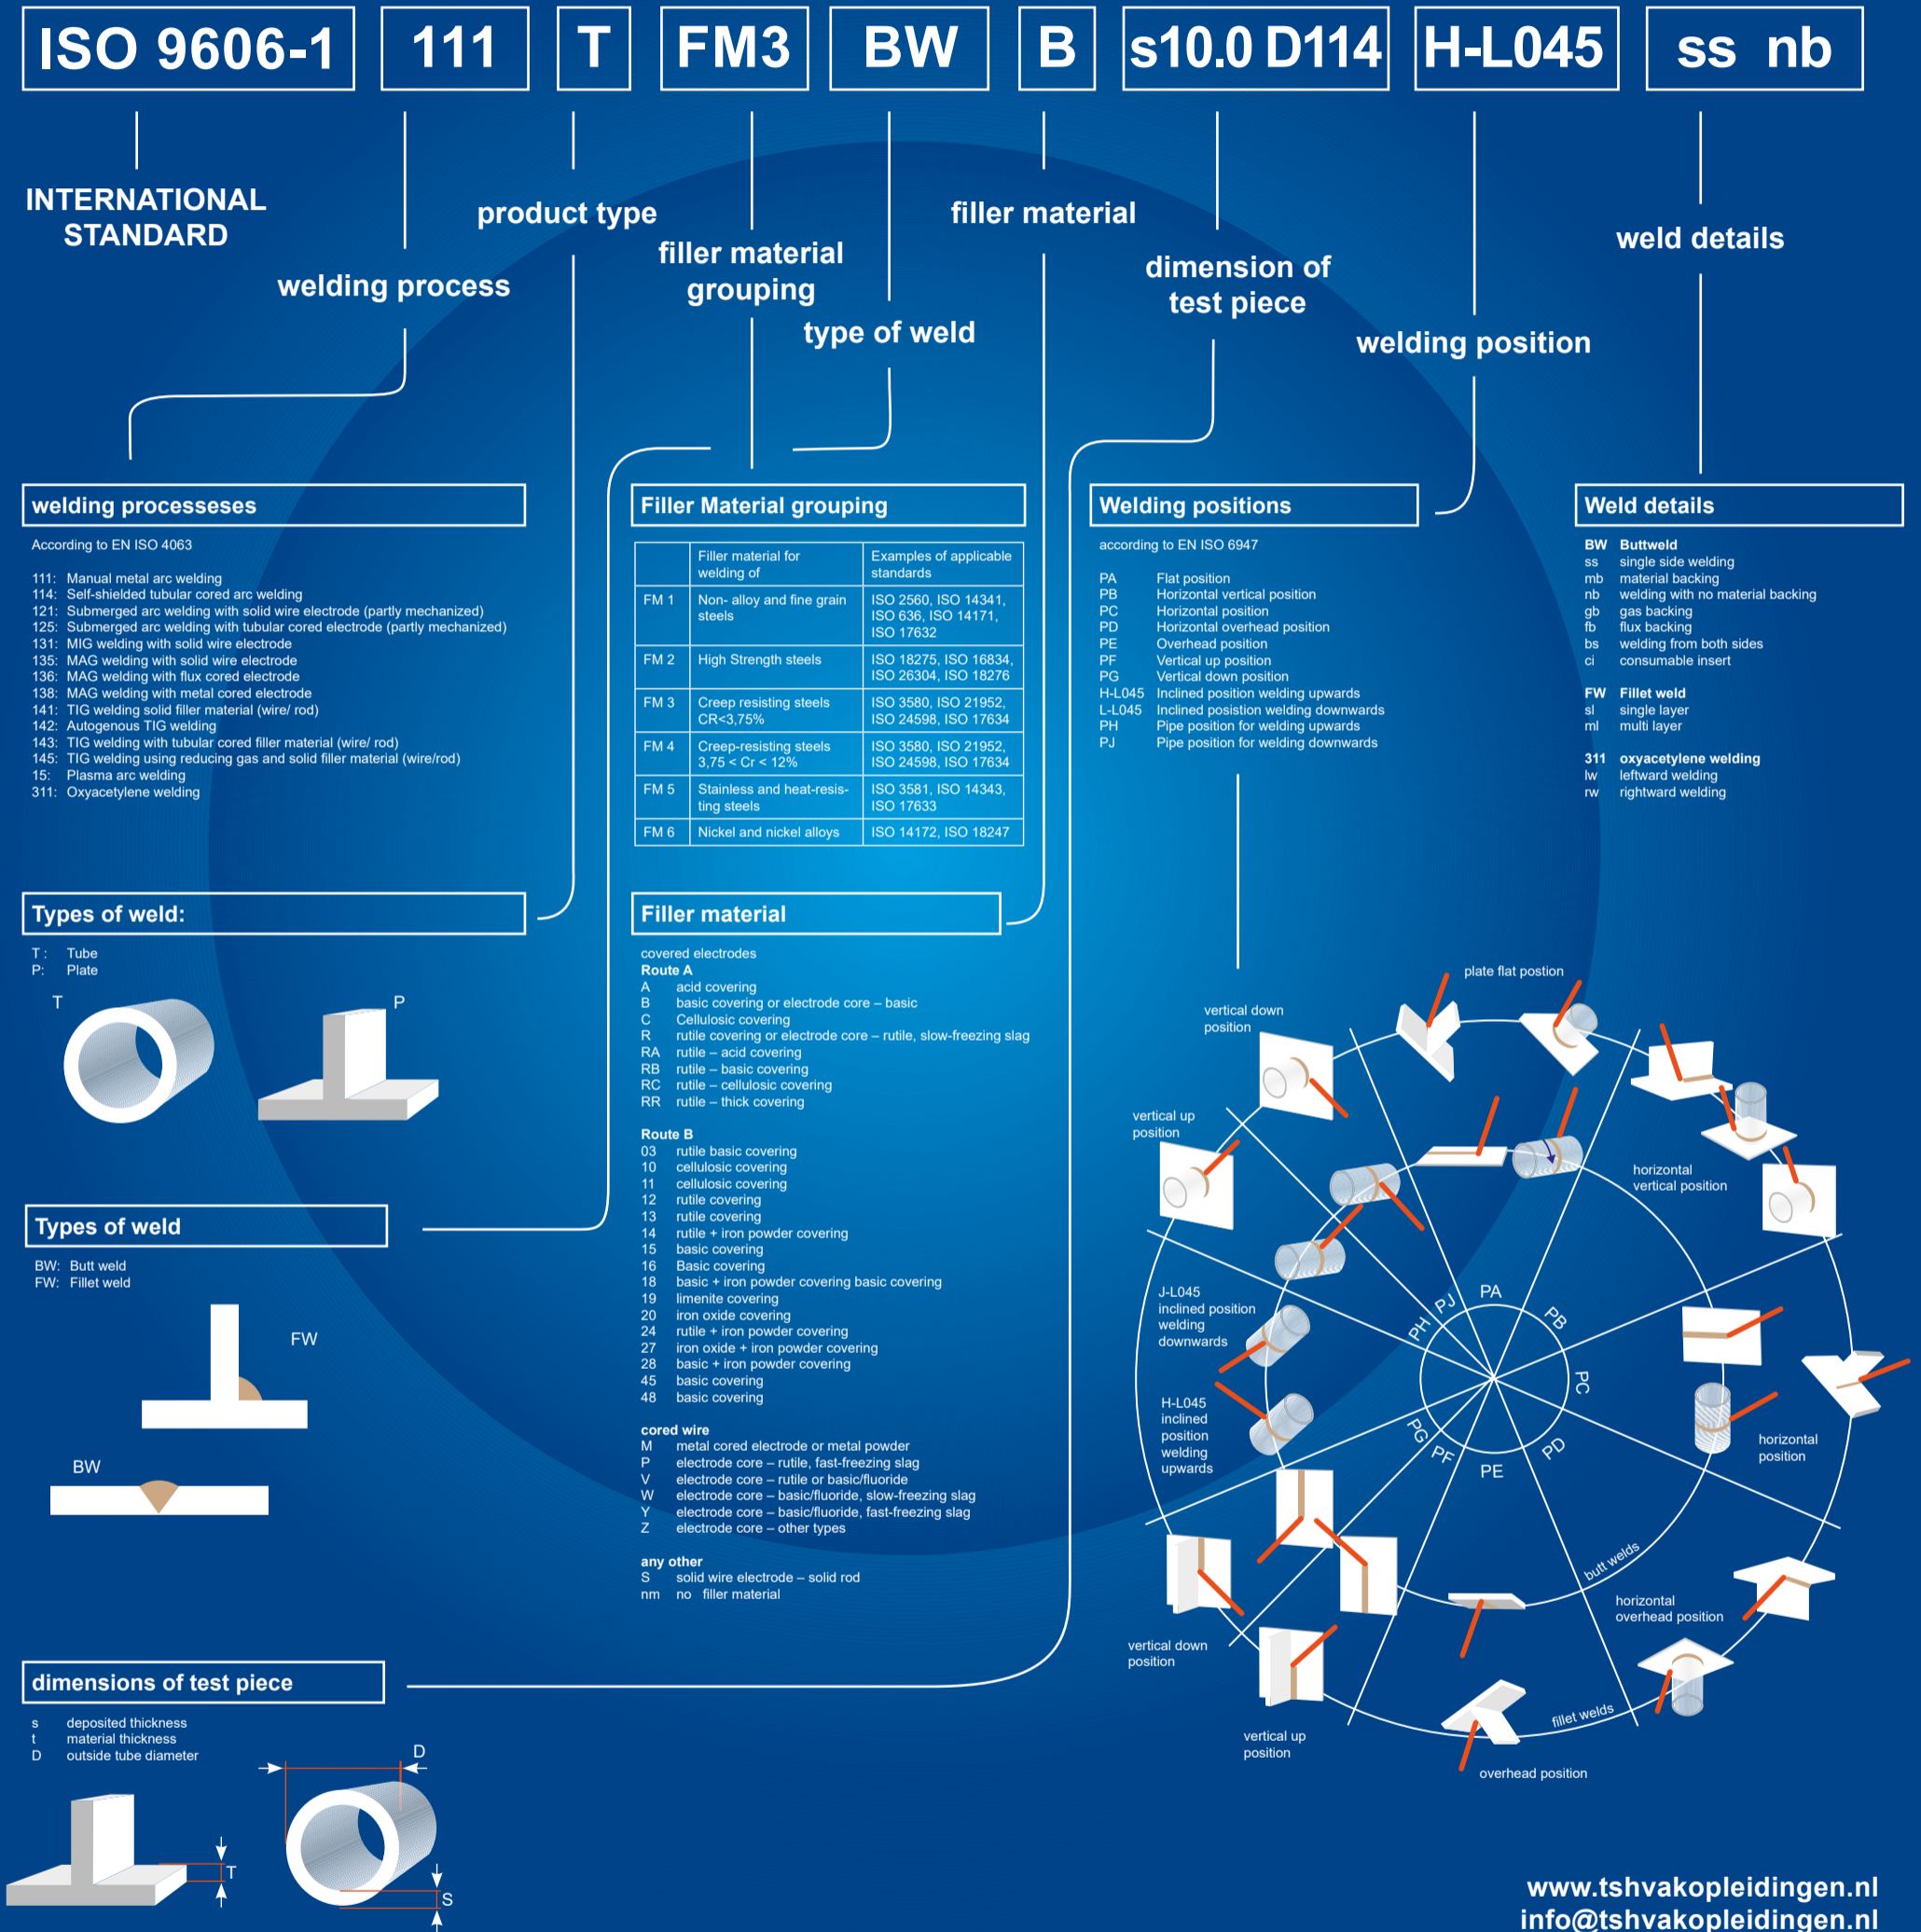 ISO 9606-1 111 T FM3 BW B s10.0 D114 H-L045 ss nb
INTERNATIONAL
STANDARD
welding process
product type
filler material
grouping
type of weld
filler material
dimension of
test piece
welding position
weld details
welding processeses
According to EN ISO 4063
111: Manual metal arc welding
114: Self-shielded tubular cored arc welding
121: Submerged arc welding with solid wire electrode (partly mechanized)
125: Submerged arc welding with tubular cored electrode (partly mechanized)
131: MIG welding with solid wire electrode
135: MAG welding with solid wire electrode
136: MAG welding with flux cored electrode
138: MAG welding with metal cored electrode
141: TIG welding solid filler material (wire/ rod)
142: Autogenous TIG welding
143: TIG welding with tubular cored filler material (wire/ rod)
145: TIG welding using reducing gas and solid filler material (wire/rod)
15: Plasma arc welding
311: Oxyacetylene welding
Types of weld:
T : Tube
P: Plate
T
P
Types of weld
BW: Butt weld
FW: Fillet weld
FW
BW
dimensions of test piece
s deposited thickness
t material thickness
D outside tube diameter
D
T
S
Filler Material grouping
Filler material for
welding of
Examples of applicable
standards
FM 1
Non- alloy and fine grain
steels
ISO 2560, ISO 14341,
ISO 636, ISO 14171,
ISO 17632
FM 2
High Strength steels
ISO 18275, ISO 16834,
ISO 26304, ISO 18276
FM 3
Creep resisting steels
CR<3,75%
ISO 3580, ISO 21952,
ISO 24598, ISO 17634
FM 4
Creep-resisting steels
3,75 < Cr < 12%
ISO 3580, ISO 21952,
ISO 24598, ISO 17634
FM 5
Stainless and heat-resis-
ting steels
ISO 3581, ISO 14343,
ISO 17633
FM 6
Nickel and nickel alloys
ISO 14172, ISO 18247
Filler material
covered electrodes
Route A
A acid covering
B basic covering or electrode core – basic
C Cellulosic covering
R rutile covering or electrode core – rutile, slow-freezing slag
RA rutile – acid covering
RB rutile – basic covering
RC rutile – cellulosic covering
RR rutile – thick covering
Route B
03 rutile basic covering
10 cellulosic covering
11 cellulosic covering
12 rutile covering
13 rutile covering
14 rutile + iron powder covering
15 basic covering
16 Basic covering
18 basic + iron powder covering basic covering
19 limenite covering
20 iron oxide covering
24 rutile + iron powder covering
27 iron oxide + iron powder covering
28 basic + iron powder covering
45 basic covering
48 basic covering
cored wire
M metal cored electrode or metal powder
P electrode core – rutile, fast-freezing slag
V electrode core – rutile or basic/fluoride
W electrode core – basic/fluoride, slow-freezing slag
Y electrode core – basic/fluoride, fast-freezing slag
Z electrode core – other types
any other
S solid wire electrode – solid rod
nm no filler material
Welding positions
according to EN ISO 6947
PA Flat position
PB Horizontal vertical position
PC Horizontal position
PD Horizontal overhead position
PE Overhead position
PF Vertical up position
PG Vertical down position
H-L045 Inclined position welding upwards
L-L045 Inclined posistion welding downwards
PH Pipe position for welding upwards
PJ Pipe position for welding downwards
Weld details
BW Buttweld
ss single side welding
mb material backing
nb welding with no material backing
gb gas backing
fb flux backing
bs welding from both sides
ci consumable insert
FW Fillet weld
sl single layer
ml multi layer
311 oxyacetylene welding
lw leftward welding
rw rightward welding
plate flat postion
vertical down
position
vertical up
position
horizontal
vertical position
J-L045
inclined position
welding
downwards
H-L045
inclined
position
welding
upwards
PA
PB
PC
PD
PE
PF
PG
PH
PJ
horizontal
position
butt welds
horizontal
overhead position
vertical down
position
fillet welds
vertical up
position
overhead position
www.tshvakopleidingen.nl
info@tshvakopleidingen.nl